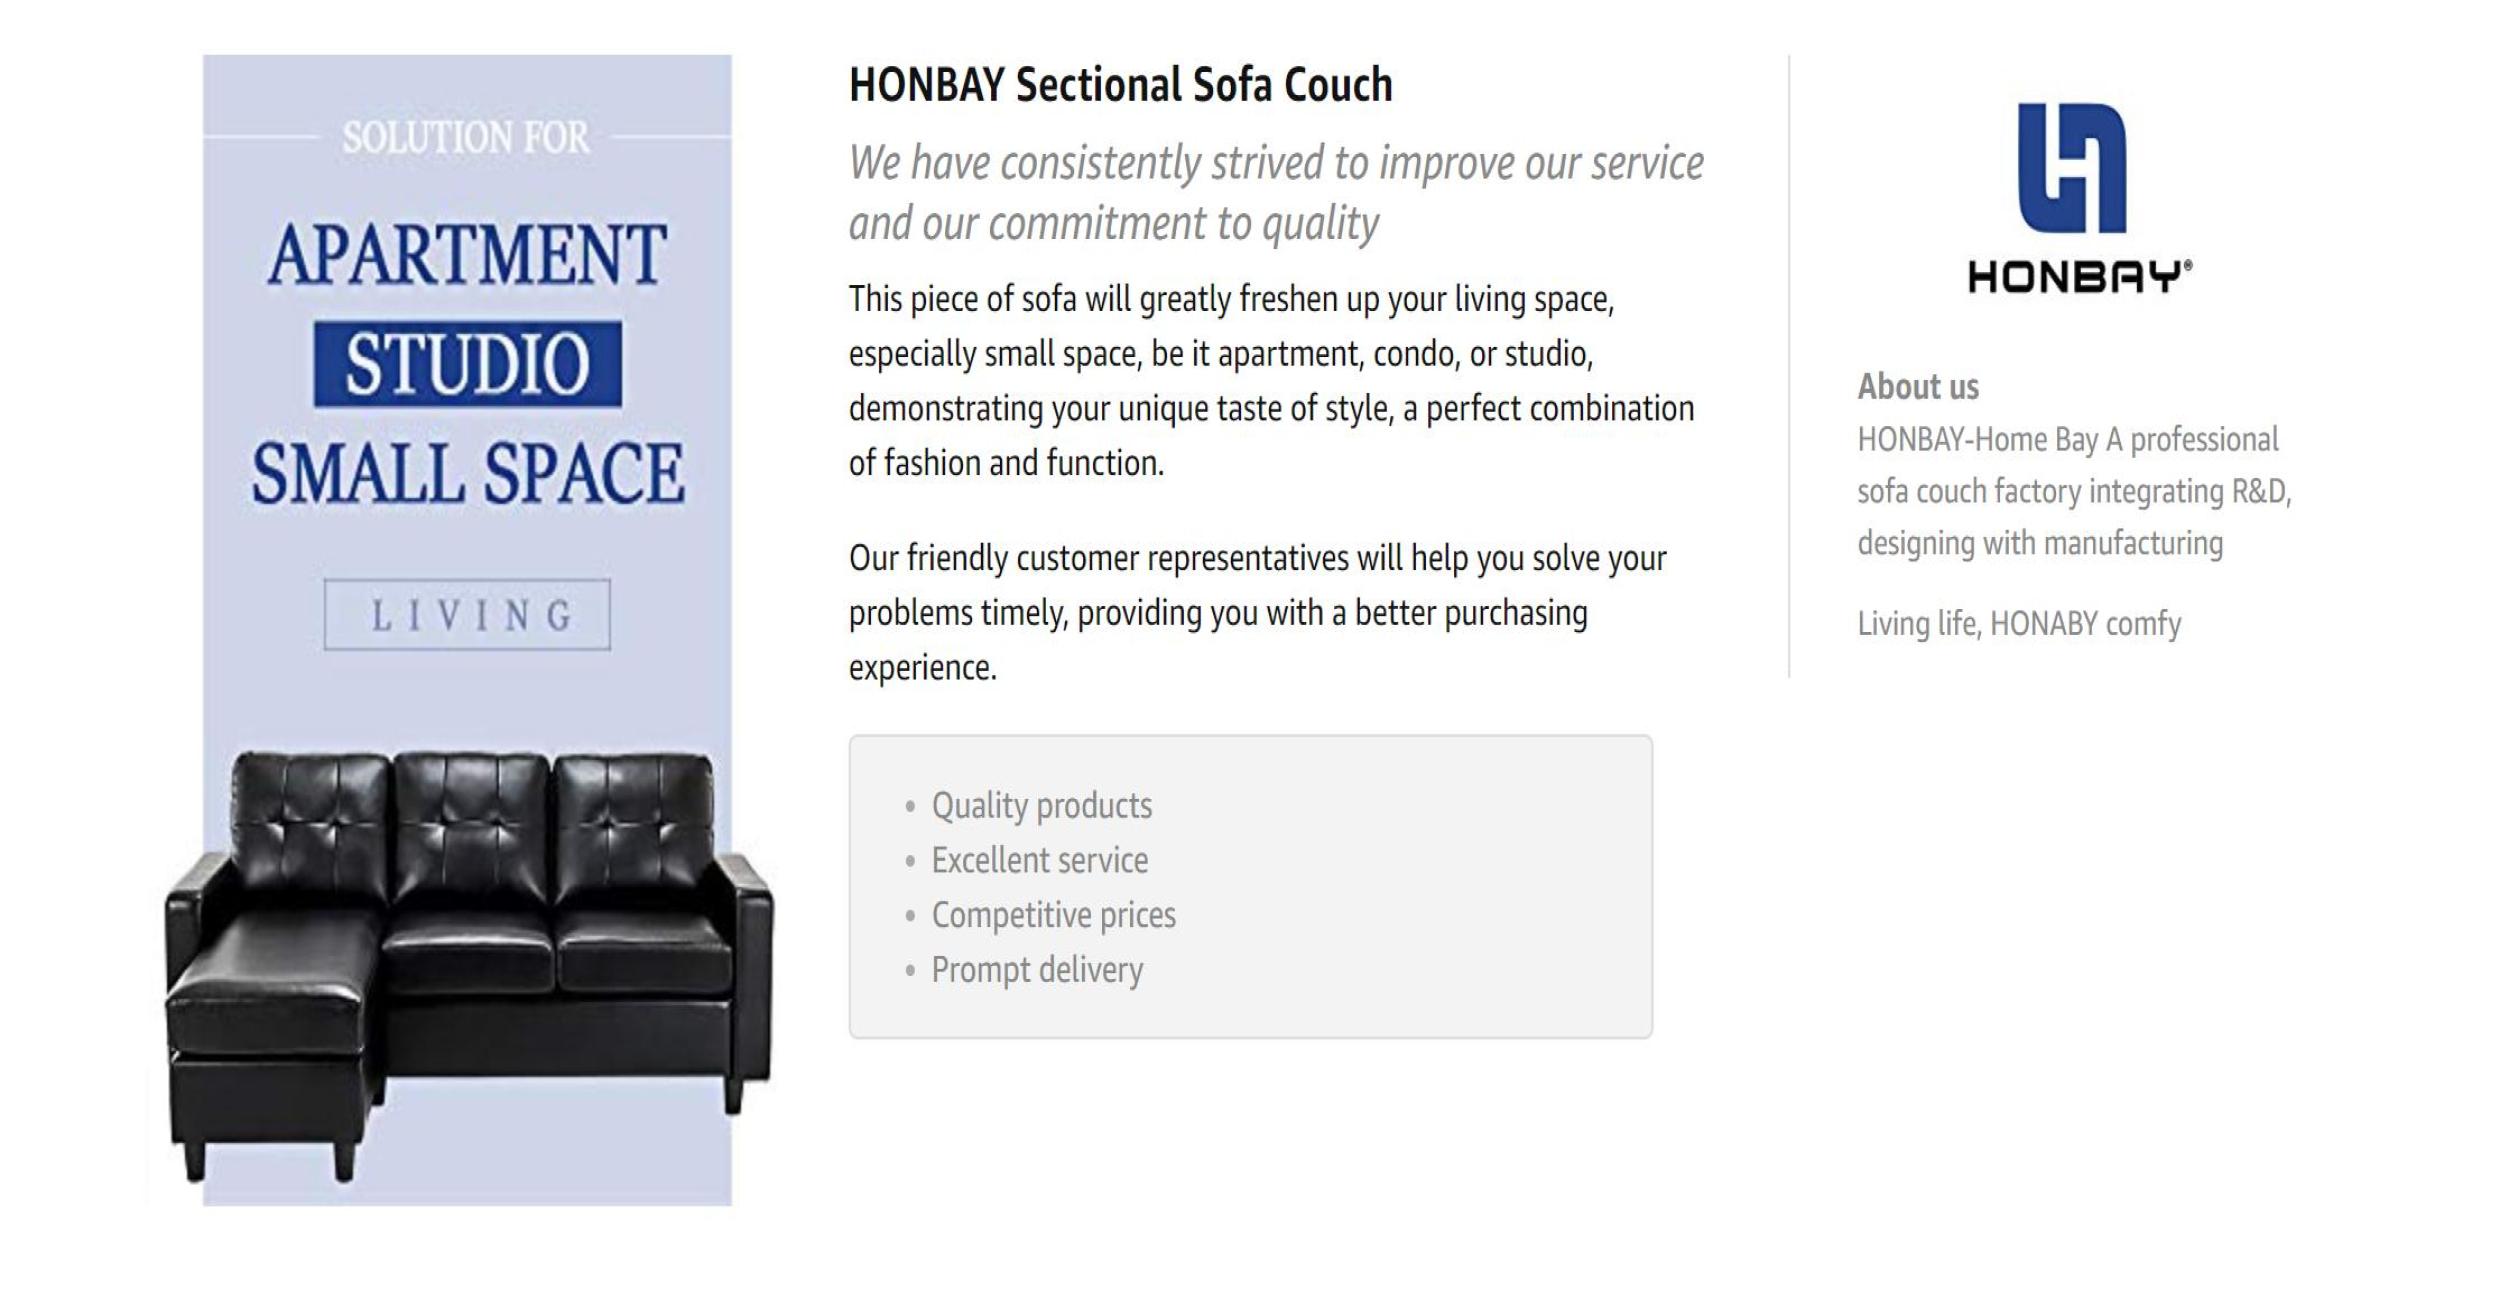 SOLUTION FOR
APARTMENT
STUDIO
SMALL SPACE
LIVING
HONBAY Sectional Sofa Couch
We have consistently strived to improve our service
and our commitment to quality
This piece of sofa will greatly freshen up your living space,
especially small space, be it apartment, condo, or studio,
demonstrating your unique taste of style, a perfect combination
of fashion and function.
Our friendly customer representatives will help you solve your
problems timely, providing you with a better purchasing
experience.
• Quality products
• Excellent service
• Competitive prices
• Prompt delivery
HONBAY®
About us
HONBAY-Home Bay A professional
sofa couch factory integrating R&D,
designing with manufacturing
Living life, HONABY comfy